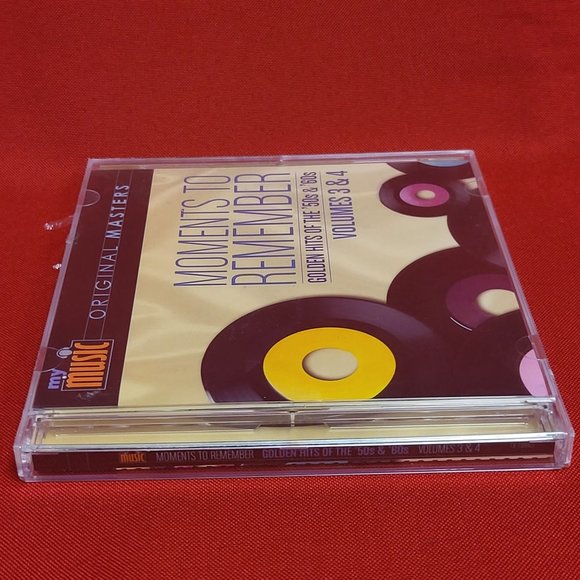 MOMENTS TO
REMEMBER
GOLDEN HITS OF THE '50s & '60s
VOLUMES 3 & 4
my
music
ORIGINAL MASTERS
music MOMENTS TO REMEMBER GOLDEN HITS OF THE '50s & '60s VOLUMES 3 & 4